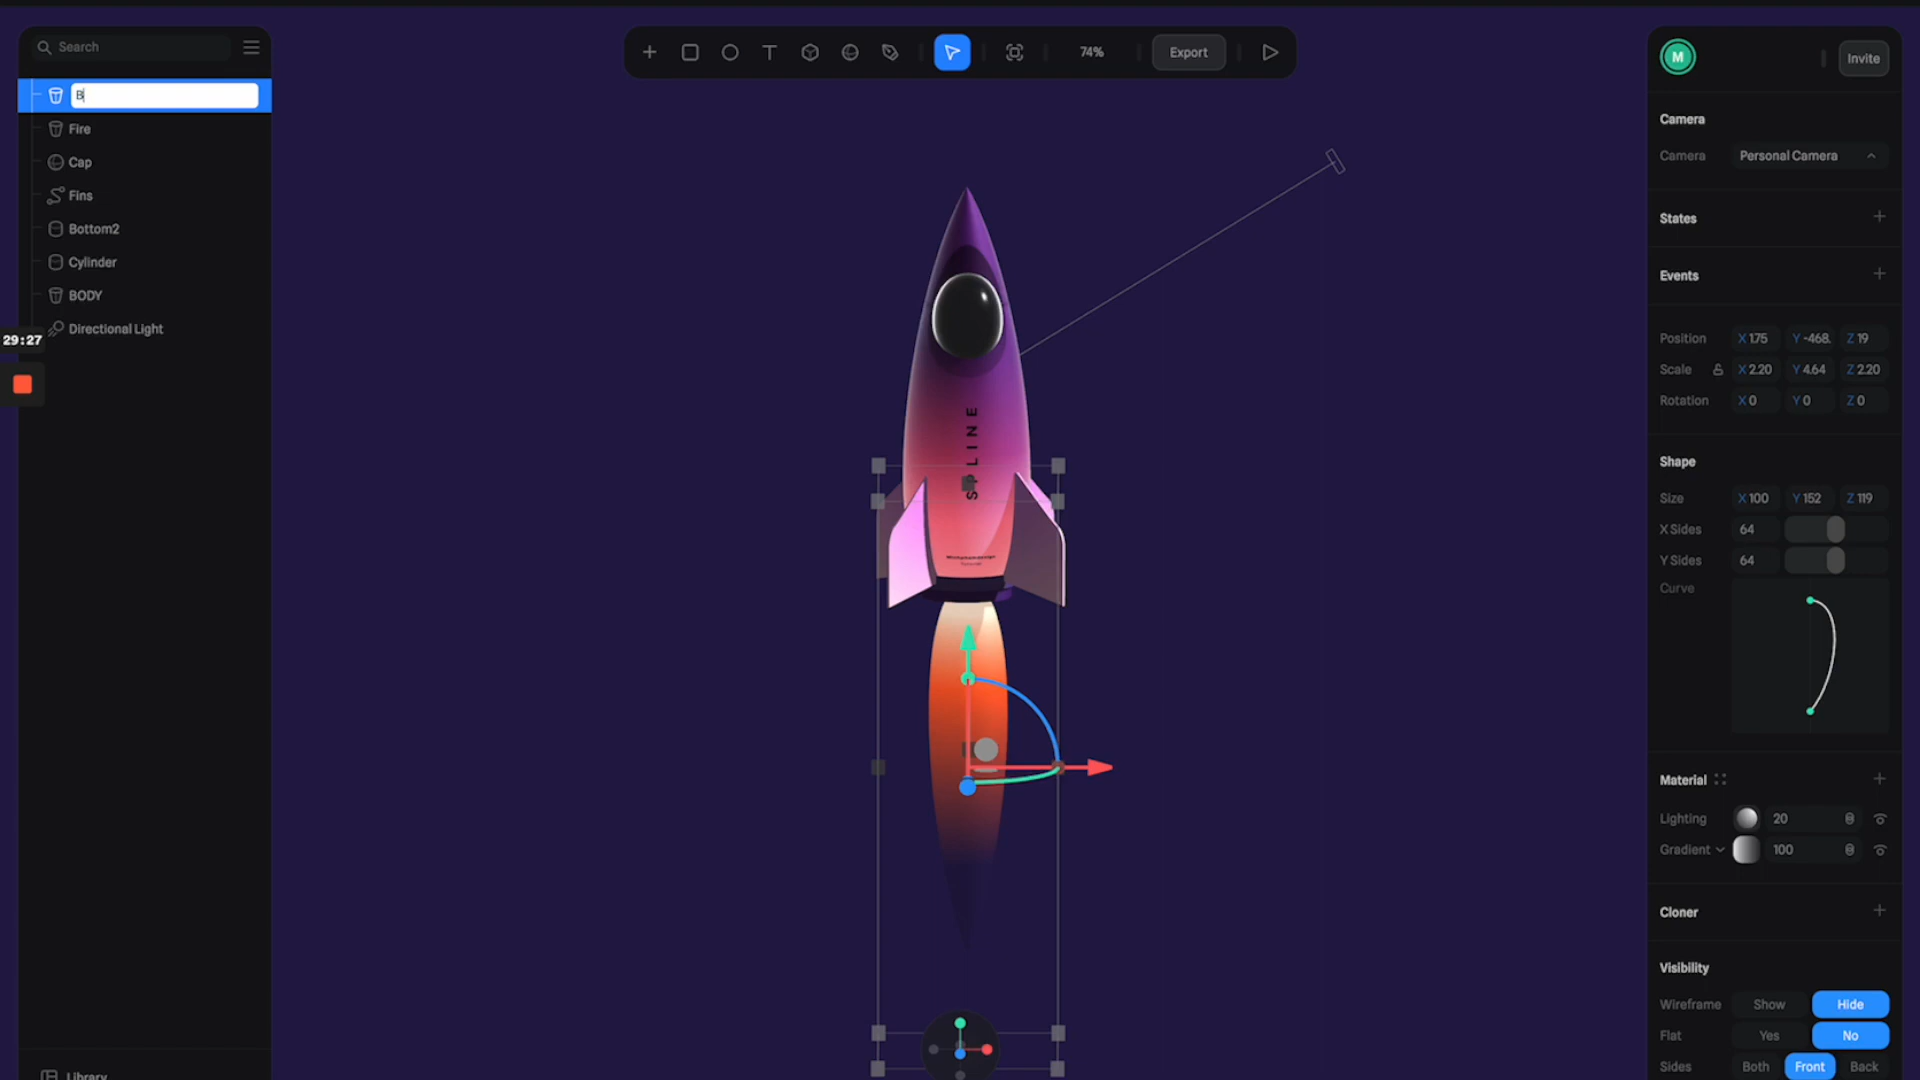 Search
B
Fire
Cap
Fins
Bottom2
Cylinder
BODY
Directional Light
29:27
Library
74%
Export
SPLINE
M
Invite
Camera
Camera Personal Camera
States
Events
Position X 175 Y -468. Z 19
Scale X 2.20 Y 4.64 Z 2.20
Rotation X 0 Y 0 Z 0
Shape
Size X 100 Y 152 Z 119
X Sides 64
Y Sides 64
Curve
Material
Lighting 20
Gradient 100
Cloner
Visibility
Wireframe Show Hide
Flat Yes No
Sides Both Front Back